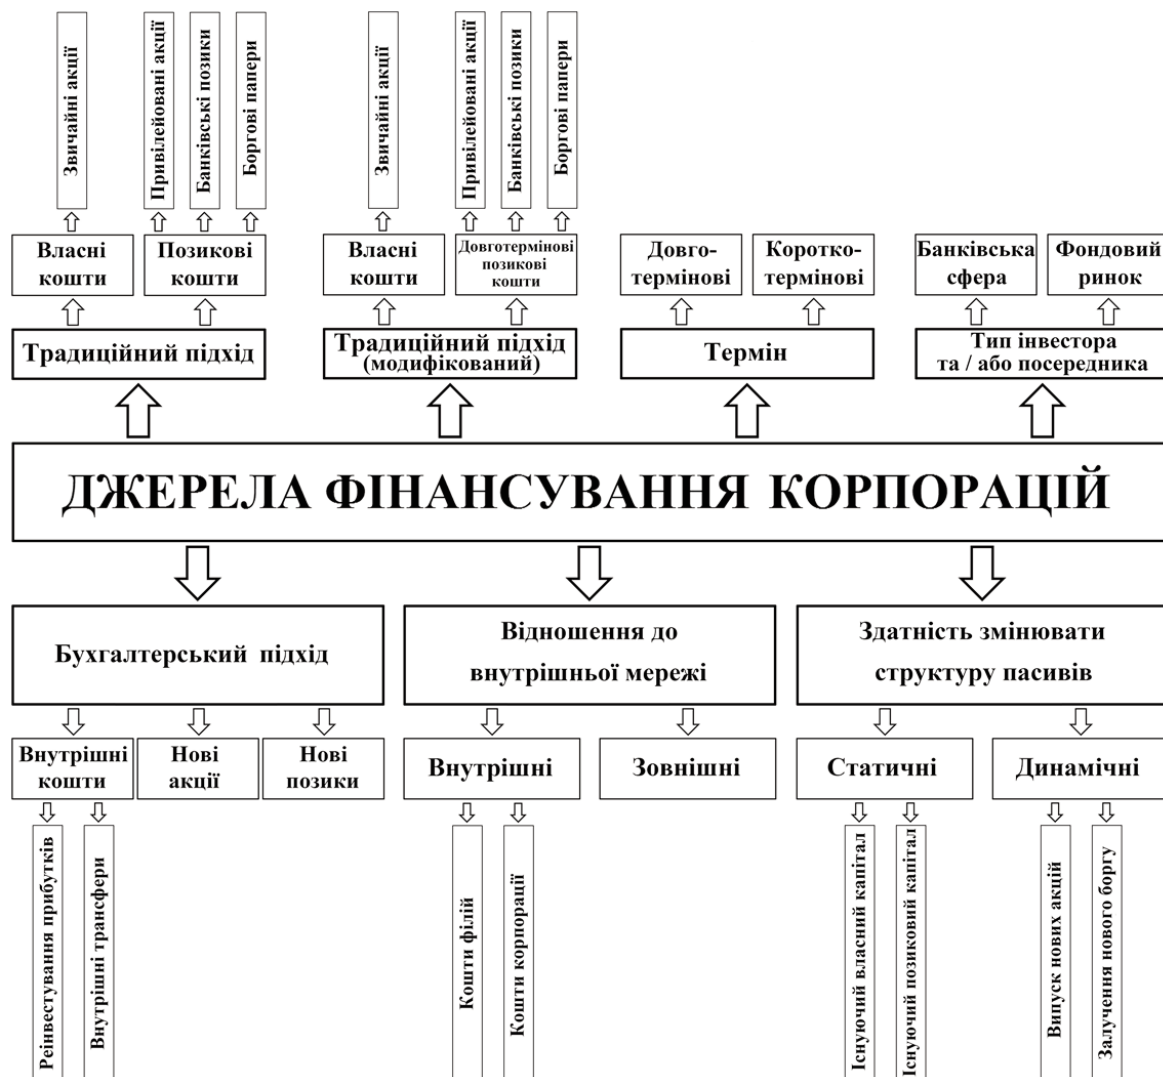 Звичайні акції
Привілейовані акції
Банківські позики
Боргові папери
Звичайні акції
Привілейовані акції
Банківські позики
Боргові папери
Власні
кошти
Позикові
кошти
Власні
кошти
Довготермінові
позикові
кошти
Довго-
термінові
Коротко-
термінові
Банківська
сфера
Фондовий
ринок
Традиційний підхід
Традиційний підхід
(модифікований)
Термін
Тип інвестора
та / або посередника
ДЖЕРЕЛА ФІНАНСУВАННЯ КОРПОРАЦІЙ
Бухгалтерський підхід
Відношення до
внутрішньої мережі
Здатність змінювати
структуру пасивів
Внутрішні
кошти
Нові
акції
Нові
позики
Внутрішні
Зовнішні
Статичні
Динамічні
Реінвестування прибутків
Внутрішні трансфери
Кошти філій
Кошти корпорації
Існуючий власний капітал
Існуючий позиковий капітал
Випуск нових акцій
Залучення нового боргу